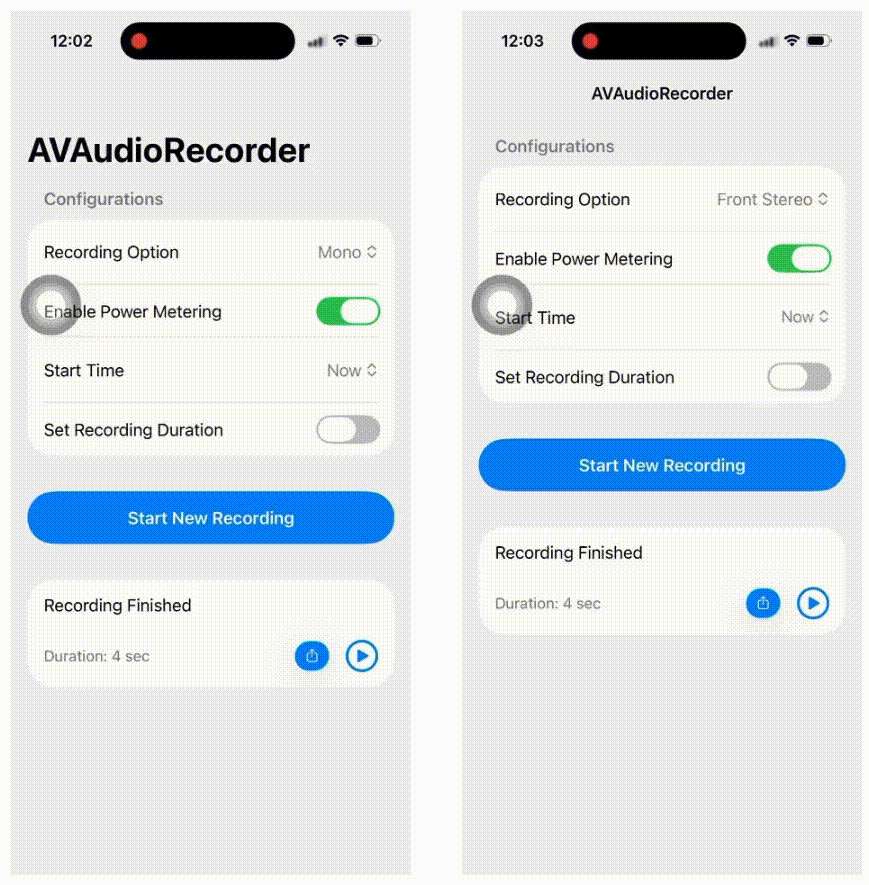 12:02
AVAudioRecorder
Configurations
Recording Option Mono
Enable Power Metering
Start Time Now
Set Recording Duration
Start New Recording
Recording Finished
Duration: 4 sec
12:03
AVAudioRecorder
Configurations
Recording Option Front Stereo
Enable Power Metering
Start Time Now
Set Recording Duration
Start New Recording
Recording Finished
Duration: 4 sec